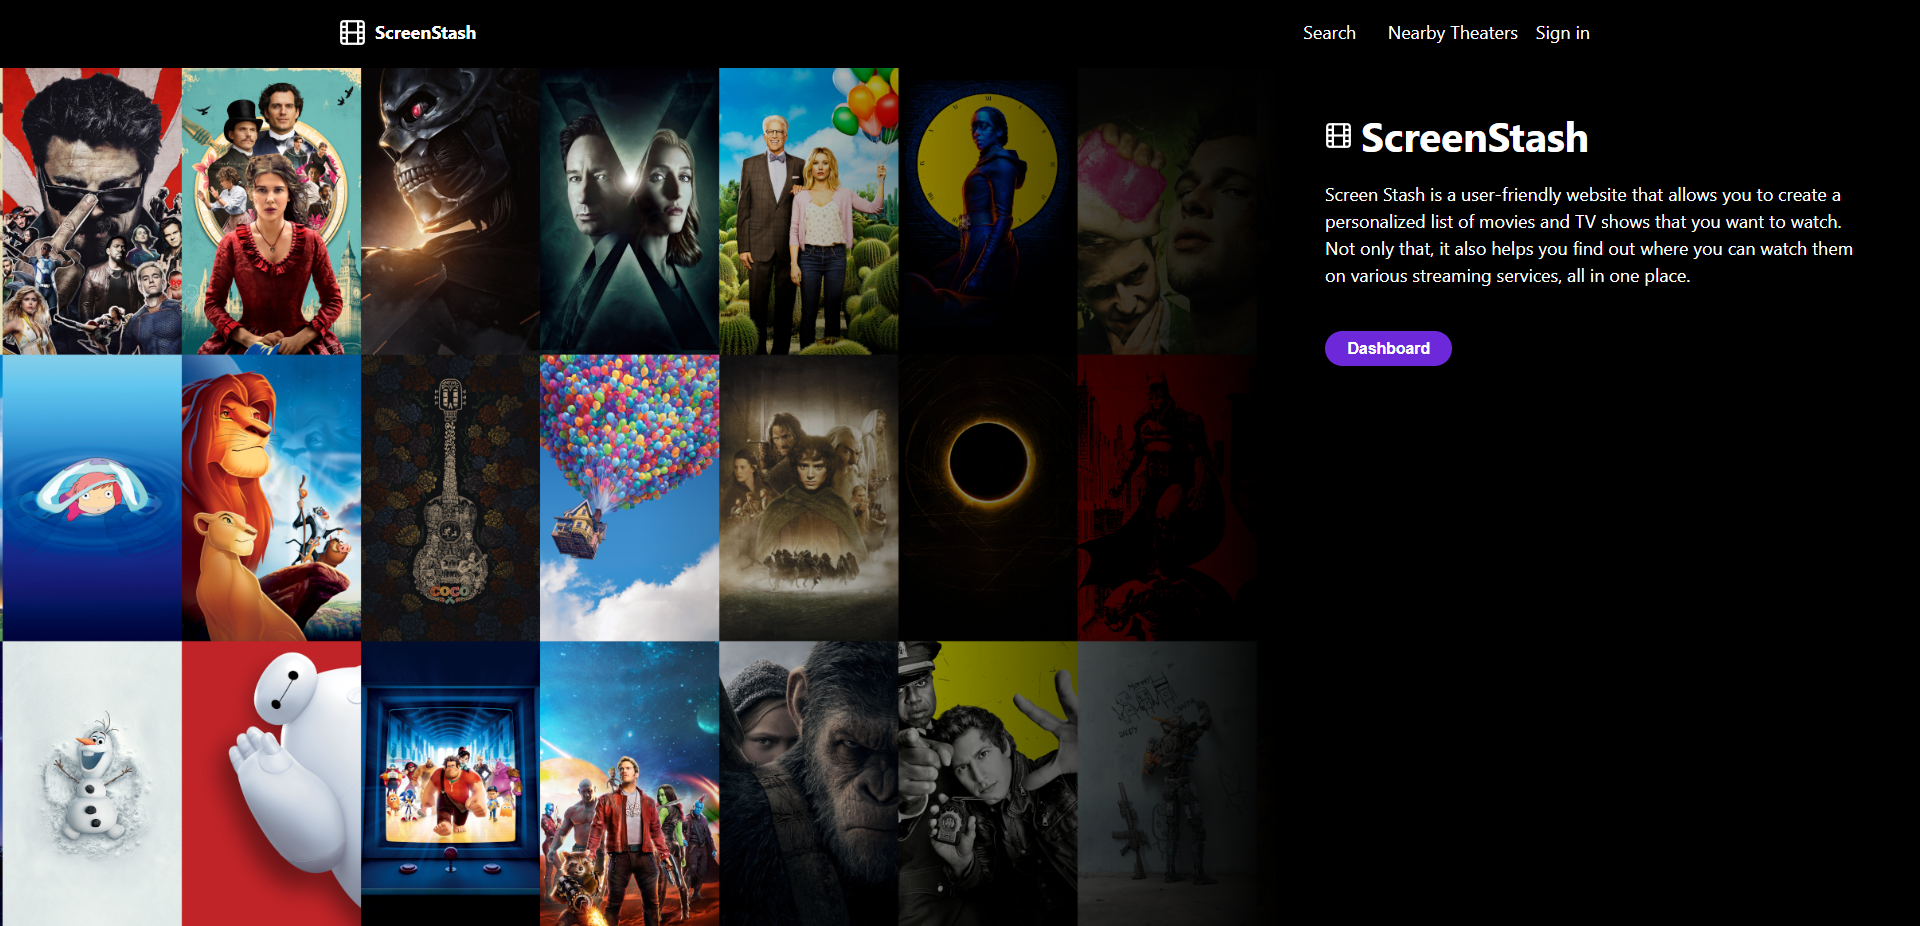 ScreenStash
Search
Nearby Theaters
Sign in
ScreenStash
Screen Stash is a user-friendly website that allows you to create a
personalized list of movies and TV shows that you want to watch.
Not only that, it also helps you find out where you can watch them
on various streaming services, all in one place.
Dashboard
COCO